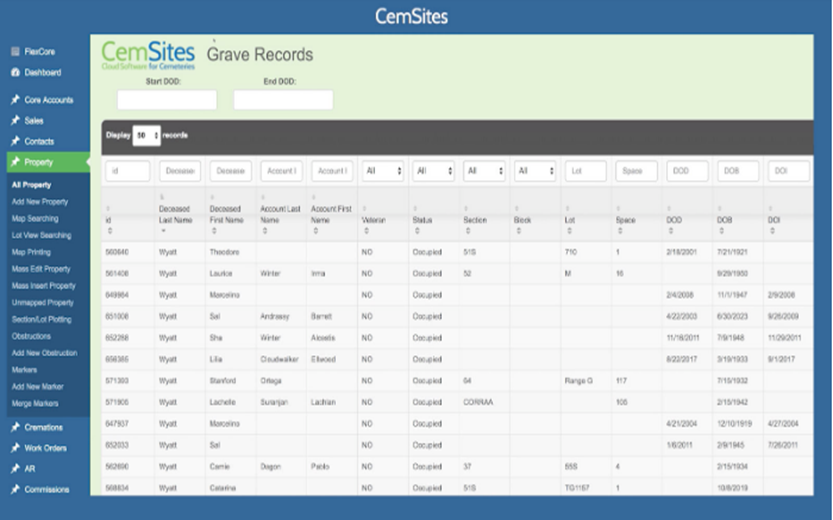 CemSites
FlexCore
Dashboard
Core Accounts
Sales
Contacts
Property
All Property
Add New Property
Map Searching
Lot View Searching
Map Printing
Mass Edit Property
Mass Insert Property
Unmapped Property
Section/Lot Plotting
Obstructions
Add New Obstruction
Markers
Add New Marker
Merge Markers
Cremations
Work Orders
AR
Commissions
CemSites Grave Records
Cloud Software for Cemeteries
Start DOD: End DOD:
Display 50 records
id Decease Decease Account l Account l All All All All Lot Space DOD DOB DOI
id Deceased Last Name Deceased First Name Account Last Name Account First Name Veteran Status Section Block Lot Space DOD DOB DOI
560640 Wyatt Theodore NO Occupied 51S 710 1 2/18/2001 7/21/1921
561408 Wyatt Laurice Winter Irma NO Occupied 52 M 16 9/29/1960
649984 Wyatt Marcelina NO Occupied 2/4/2008 11/1/1947 2/9/2008
651008 Wyatt Sal Andrassy Barrett NO Occupied 4/22/2003 6/30/2023 9/26/2009
652288 Wyatt Sha Winter NO Occupied 11/18/2011 7/9/1948 11/29/2011
656385 Wyatt Lilia Cloudwalker Ellwood NO Occupied 8/22/2017 3/19/1933 9/1/2017
571393 Wyatt Stanford Ortega NO Occupied 64 Range G 117 7/15/1932
571905 Wyatt Lachelle Suranjan Lachlan NO Occupied CORRAA 105 2/15/1942
647937 Wyatt Marcelina NO Occupied 4/21/2004 12/10/1919 4/27/2004
652033 Wyatt Sal NO Occupied 1/6/2011 2/9/1945 7/26/2011
562690 Wyatt Carrie Dagon Pablo NO Occupied 37 55S 4 2/15/1934
568834 Wyatt Catarina NO Occupied 51S TG1157 1 10/8/2019